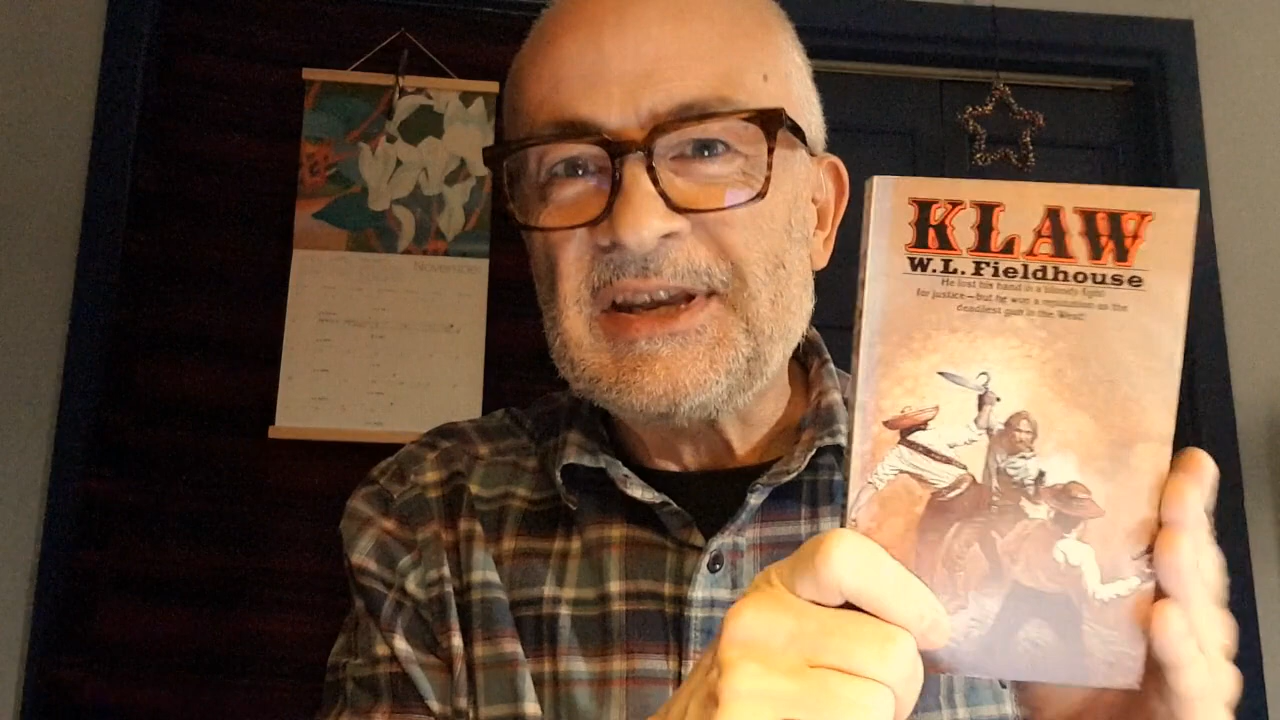 November
KLAW
W.L. Fieldhouse
He lost his hand in a bloody fight
for justice—but he won a reputation as the
deadliest gun in the West!